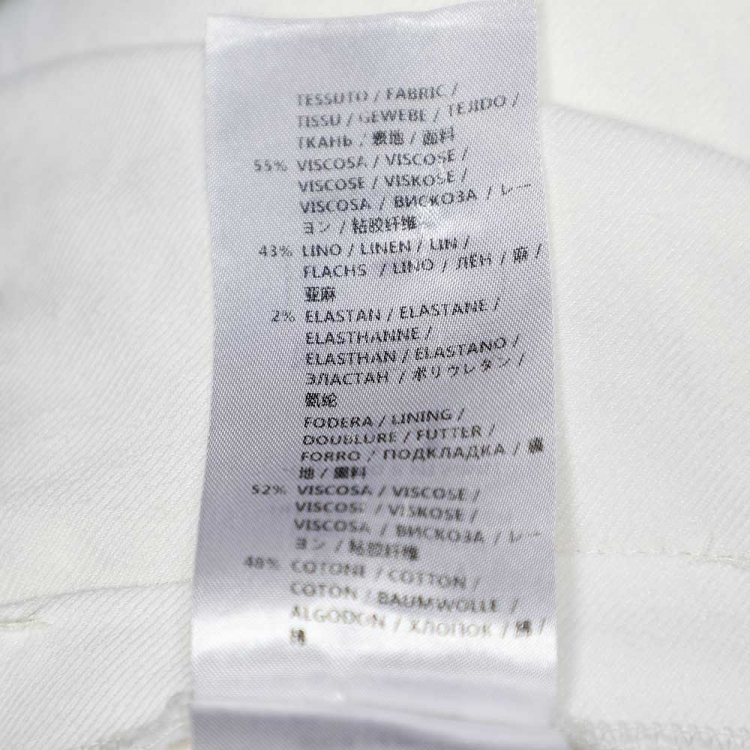 TESSUTO / FABRIC /
TISSU / GEWEBE / TEJIDO /
ТКАНЬ / 表地 / 面料
55% VISCOSA / VISCOSE /
VISCOSE / VISKOSE /
VISCOSA / ВИСКОЗА / レー
ヨン / 粘胶纤维
43% LINO / LINEN / LIN /
FLACHS / LINO / ЛЕН / 麻 /
亚麻
2% ELASTAN / ELASTANE /
ELASTHANNE /
ELASTHAN / ELASTANO /
ЭЛАСТАН / ポリウレタン /
氨纶
FODERA / LINING /
DOUBLURE / FUTTER /
FORRO / ПОДКЛАДКА / 裏
地 / 里料
52% VISCOSA / VISCOSE /
VISCOSE / VISKOSE /
VISCOSA / ВИСКОЗА / レー
ヨン / 粘胶纤维
48% COTONE / COTTON /
COTON / BAUMWOLLE /
ALGODON / ХЛОПОК / 綿 /
棉